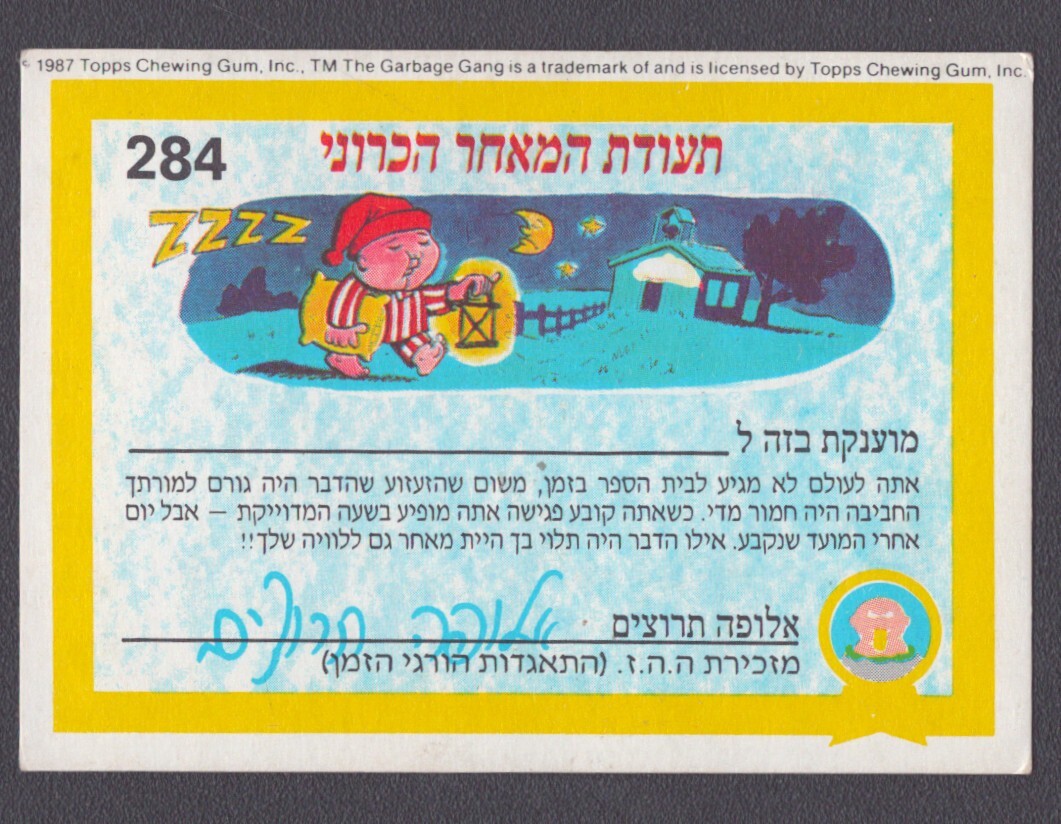 © 1987 Topps Chewing Gum, Inc., TM The Garbage Gang is a trademark of and is licensed by Topps Chewing Gum, Inc.
284
תעודת המאחר הכרוני
ZZZZ
מוענקת בזה ל
אתה לעולם לא מגיע לבית הספר בזמן, משום שהזעזוע שהדבר היה גורם למורתך
החביבה היה חמור מדי. כשאתה קובע פגישה אתה מופיע בשעה המדוייקת — אבל יום
אחרי המועד שנקבע. אילו הדבר היה תלוי בך היית מאחר גם ללוויה שלך!!
אלופה תרוצים
אלופה תרוצים
מזכירת ה.ה.ז. (התאגדות הורגי הזמן)